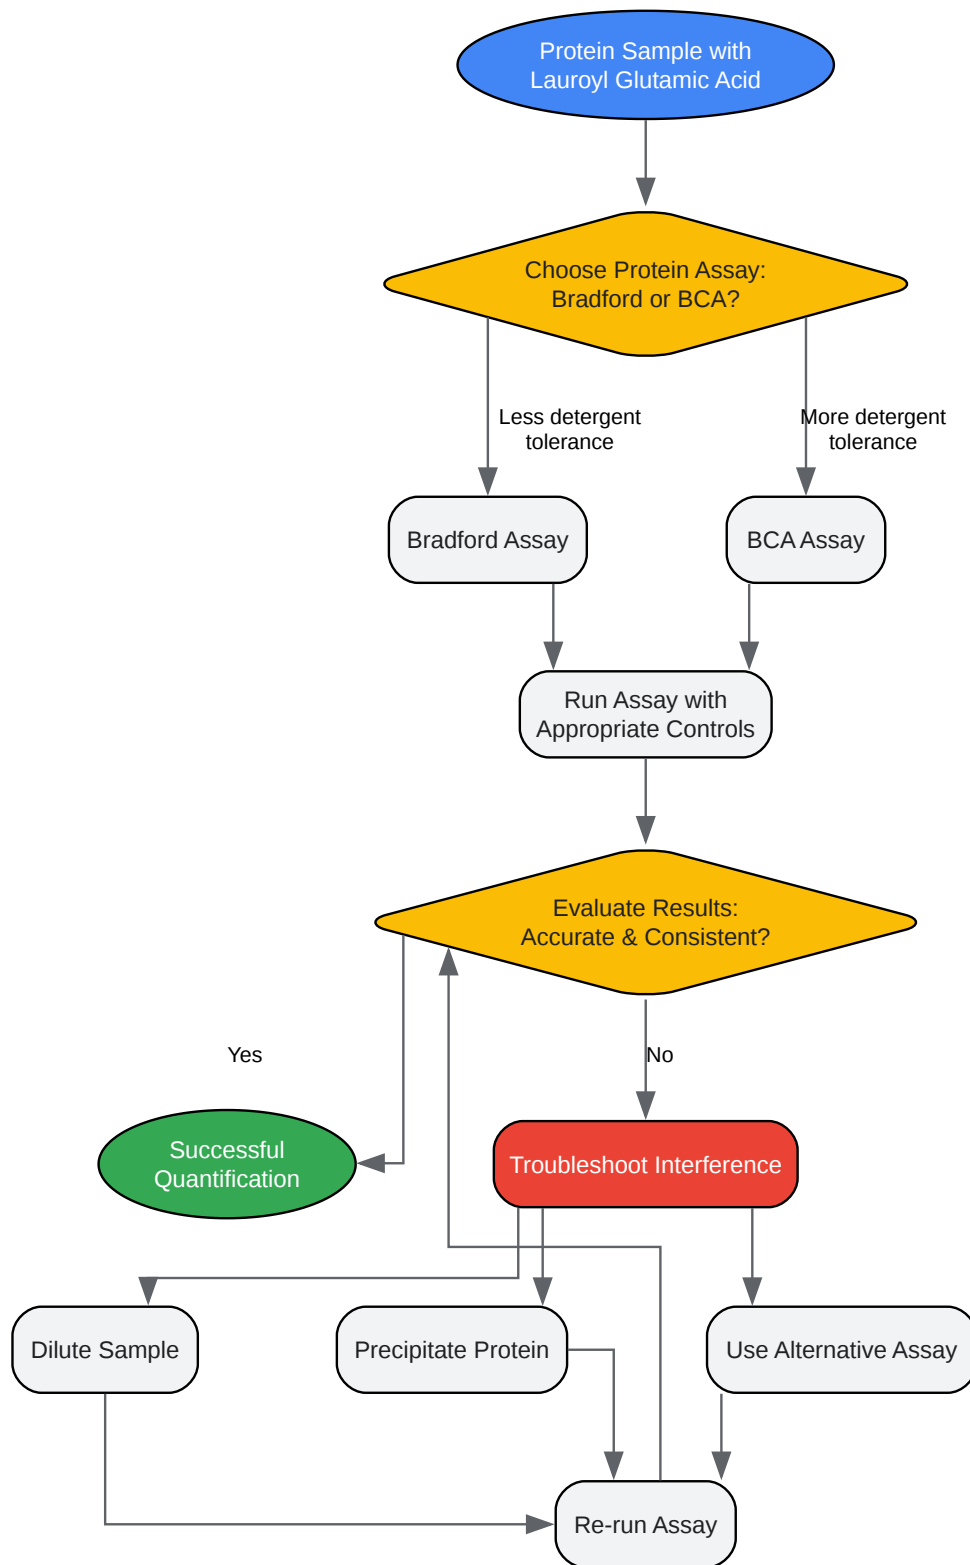 Protein Sample with
Lauroyl Glutamic Acid
Choose Protein Assay:
Bradford or BCA?
Less detergent
tolerance
More detergent
tolerance
Bradford Assay
BCA Assay
Run Assay with
Appropriate Controls
Evaluate Results:
Accurate & Consistent?
Yes
No
Successful
Quantification
Troubleshoot Interference
Dilute Sample
Precipitate Protein
Use Alternative Assay
Re-run Assay